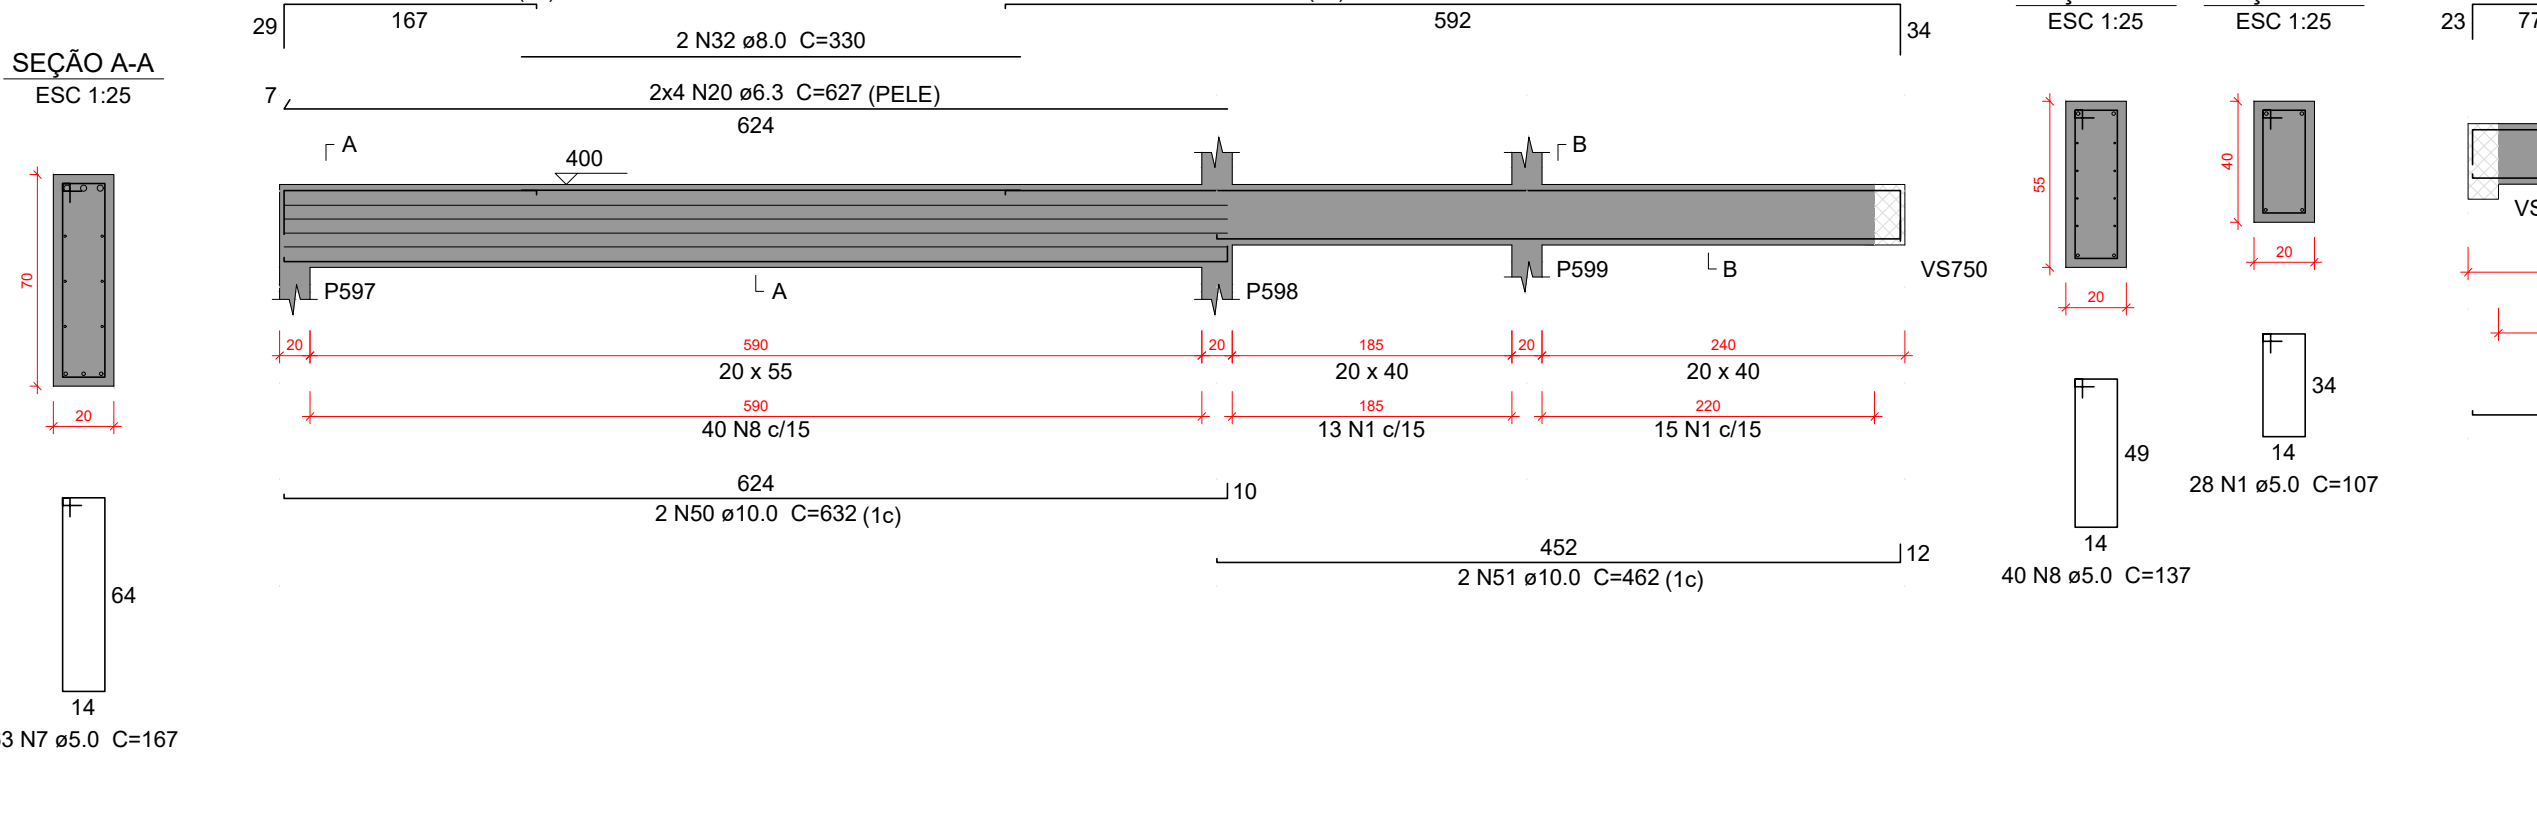 29
167
592
34
2 N32 ø8.0 C=330
SEÇÃO A-A
ESC 1:25
7
2x4 N20 ø6.3 C=627 (PELE)
624
A
400
B
70
20
P597
A
P598
P599
B
VS750
20
590
20
185
20
240
20 x 55
20 x 40
20 x 40
590
185
220
40 N8 c/15
13 N1 c/15
15 N1 c/15
624
10
2 N50 ø10.0 C=632 (1c)
452
12
2 N51 ø10.0 C=462 (1c)
64
14
3 N7 ø5.0 C=167
ESC 1:25
55
20
49
14
40 N8 ø5.0 C=137
ESC 1:25
40
20
34
14
28 N1 ø5.0 C=107
23
77
VS